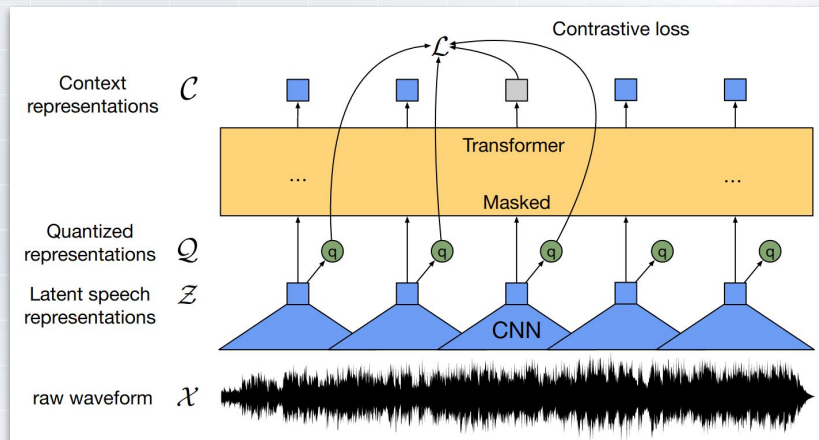 Contrastive loss
ℒ
Context
representations 𝒞
Transformer
... ...
Masked
Quantized
representations 𝒬
q q q q q
Latent speech
representations 𝒵
CNN
raw waveform 𝒳